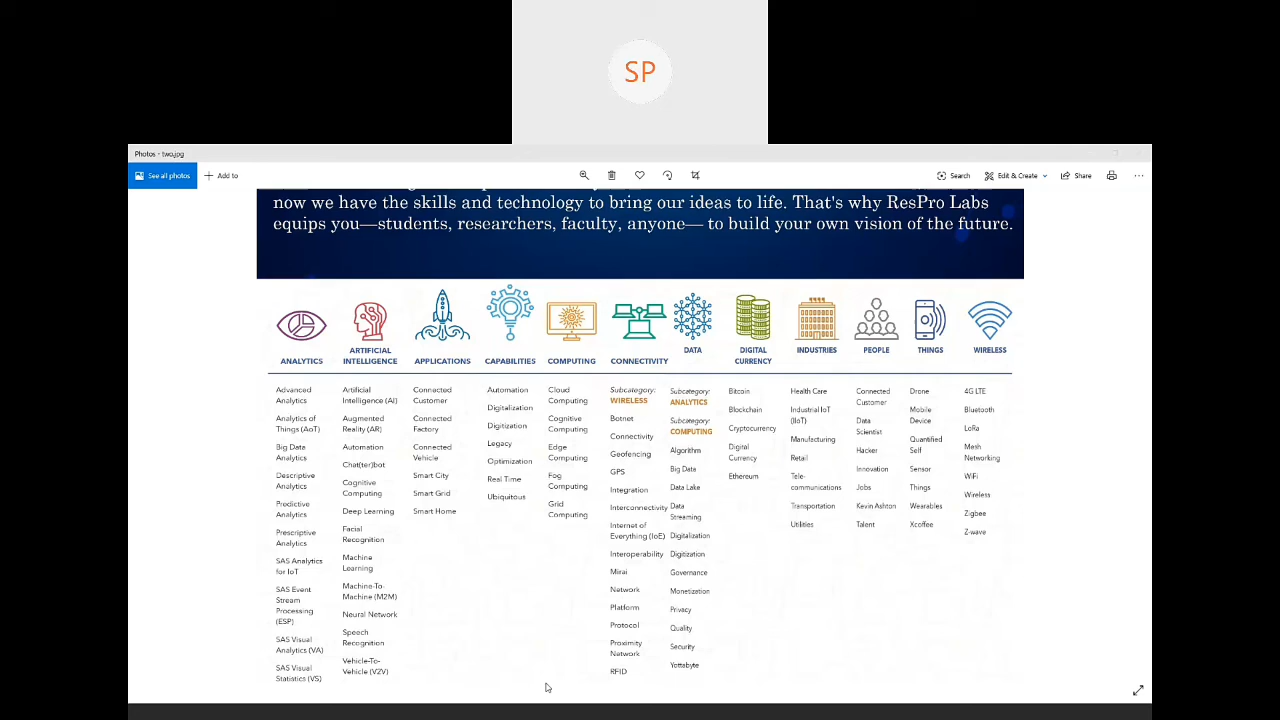 SP
Photos - two.jpg
See all photos
Add to
Search
Edit & Create
Share
now we have the skills and technology to bring our ideas to life. That's why ResPro Labs
equips you—students, researchers, faculty, anyone— to build your own vision of the future.
ANALYTICS
Advanced
Analytics
Analytics of
Things (AoT)
Big Data
Analytics
Descriptive
Analytics
Predictive
Analytics
Prescriptive
Analytics
SAS Analytics
for IoT
SAS Event
Stream
Processing
(ESP)
SAS Visual
Analytics (VA)
SAS Visual
Statistics (VS)
ARTIFICIAL
INTELLIGENCE
Artificial
Intelligence (AI)
Augmented
Reality (AR)
Automation
Chat(ter)bot
Cognitive
Computing
Deep Learning
Facial
Recognition
Machine
Learning
Machine-To-
Machine (M2M)
Neural Network
Speech
Recognition
Vehicle-To-
Vehicle (V2V)
APPLICATIONS
Connected
Customer
Connected
Factory
Connected
Vehicle
Smart City
Smart Grid
Smart Home
CAPABILITIES
Automation
Digitalization
Digitization
Legacy
Optimization
Real Time
Ubiquitous
COMPUTING
Cloud
Computing
Cognitive
Computing
Edge
Computing
Fog
Computing
Grid
Computing
CONNECTIVITY
Subcategory:
WIRELESS
Botnet
Connectivity
Geofencing
GPS
Integration
Interconnectivity
Internet of
Everything (IoE)
Interoperability
Mirai
Network
Platform
Protocol
Proximity
Network
RFID
DATA
Subcategory:
ANALYTICS
Subcategory:
COMPUTING
Algorithm
Big Data
Data Lake
Data
Streaming
Digitalization
Digitization
Governance
Monetization
Privacy
Quality
Security
Yottabyte
DIGITAL
CURRENCY
Bitcoin
Blockchain
Cryptocurrency
Digital
Currency
Ethereum
INDUSTRIES
Health Care
Industrial IoT
(IIoT)
Manufacturing
Retail
Tele-
communications
Transportation
Utilities
PEOPLE
Connected
Customer
Data
Scientist
Hacker
Innovation
Jobs
Kevin Ashton
Talent
THINGS
Drone
Mobile
Device
Quantified
Self
Sensor
Things
Wearables
Xcoffee
WIRELESS
4G LTE
Bluetooth
LoRa
Mesh
Networking
WiFi
Wireless
Zigbee
Z-wave